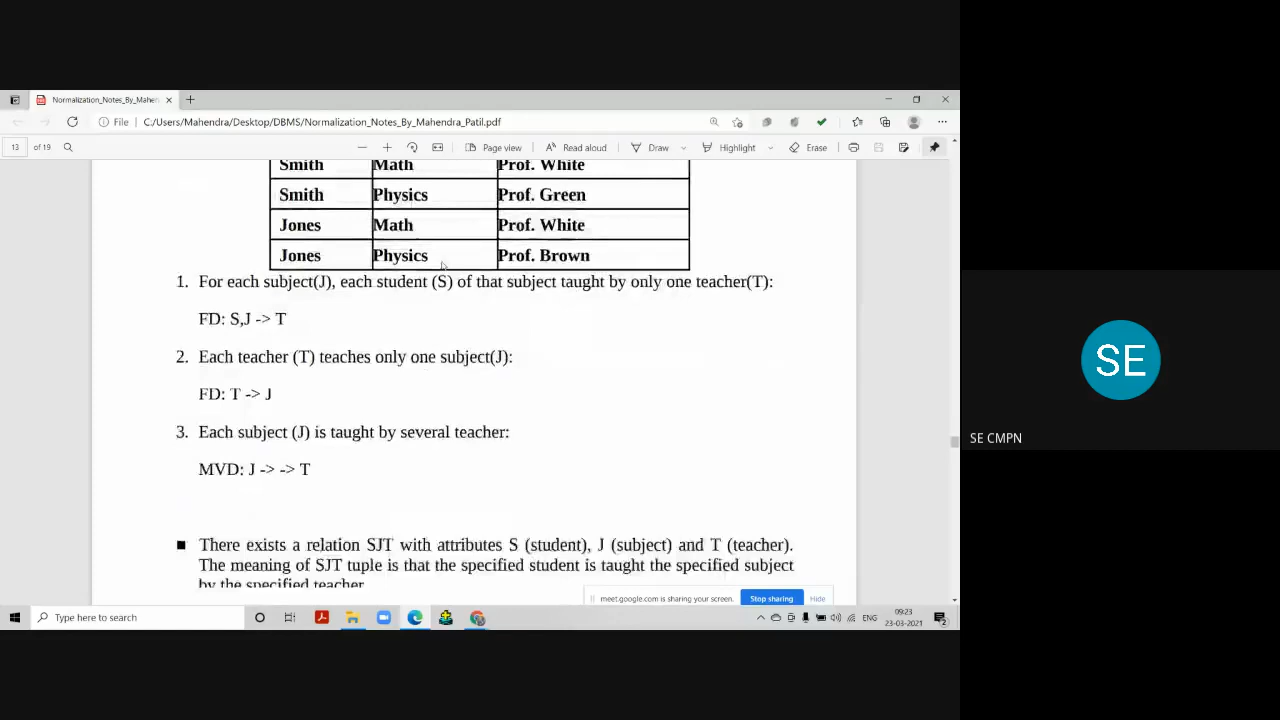 Normalization_Notes_By_Mahen
File
C:/Users/Mahendra/Desktop/DBMS/Normalization_Notes_By_Mahendra_Patil.pdf
13 of 19
Page view
Read aloud
Draw
Highlight
Erase
Smith Math Prof. White
Smith Physics Prof. Green
Jones Math Prof. White
Jones Physics Prof. Brown
1. For each subject(J), each student (S) of that subject taught by only one teacher(T):
FD: S,J -> T
2. Each teacher (T) teaches only one subject(J):
FD: T -> J
3. Each subject (J) is taught by several teacher:
MVD: J -> -> T
■ There exists a relation SJT with attributes S (student), J (subject) and T (teacher).
The meaning of SJT tuple is that the specified student is taught the specified subject
by the specified teacher
meet.google.com is sharing your screen.
Stop sharing
Hide
Type here to search
ENG
09:23
23-03-2021
2
SE
SE CMPN